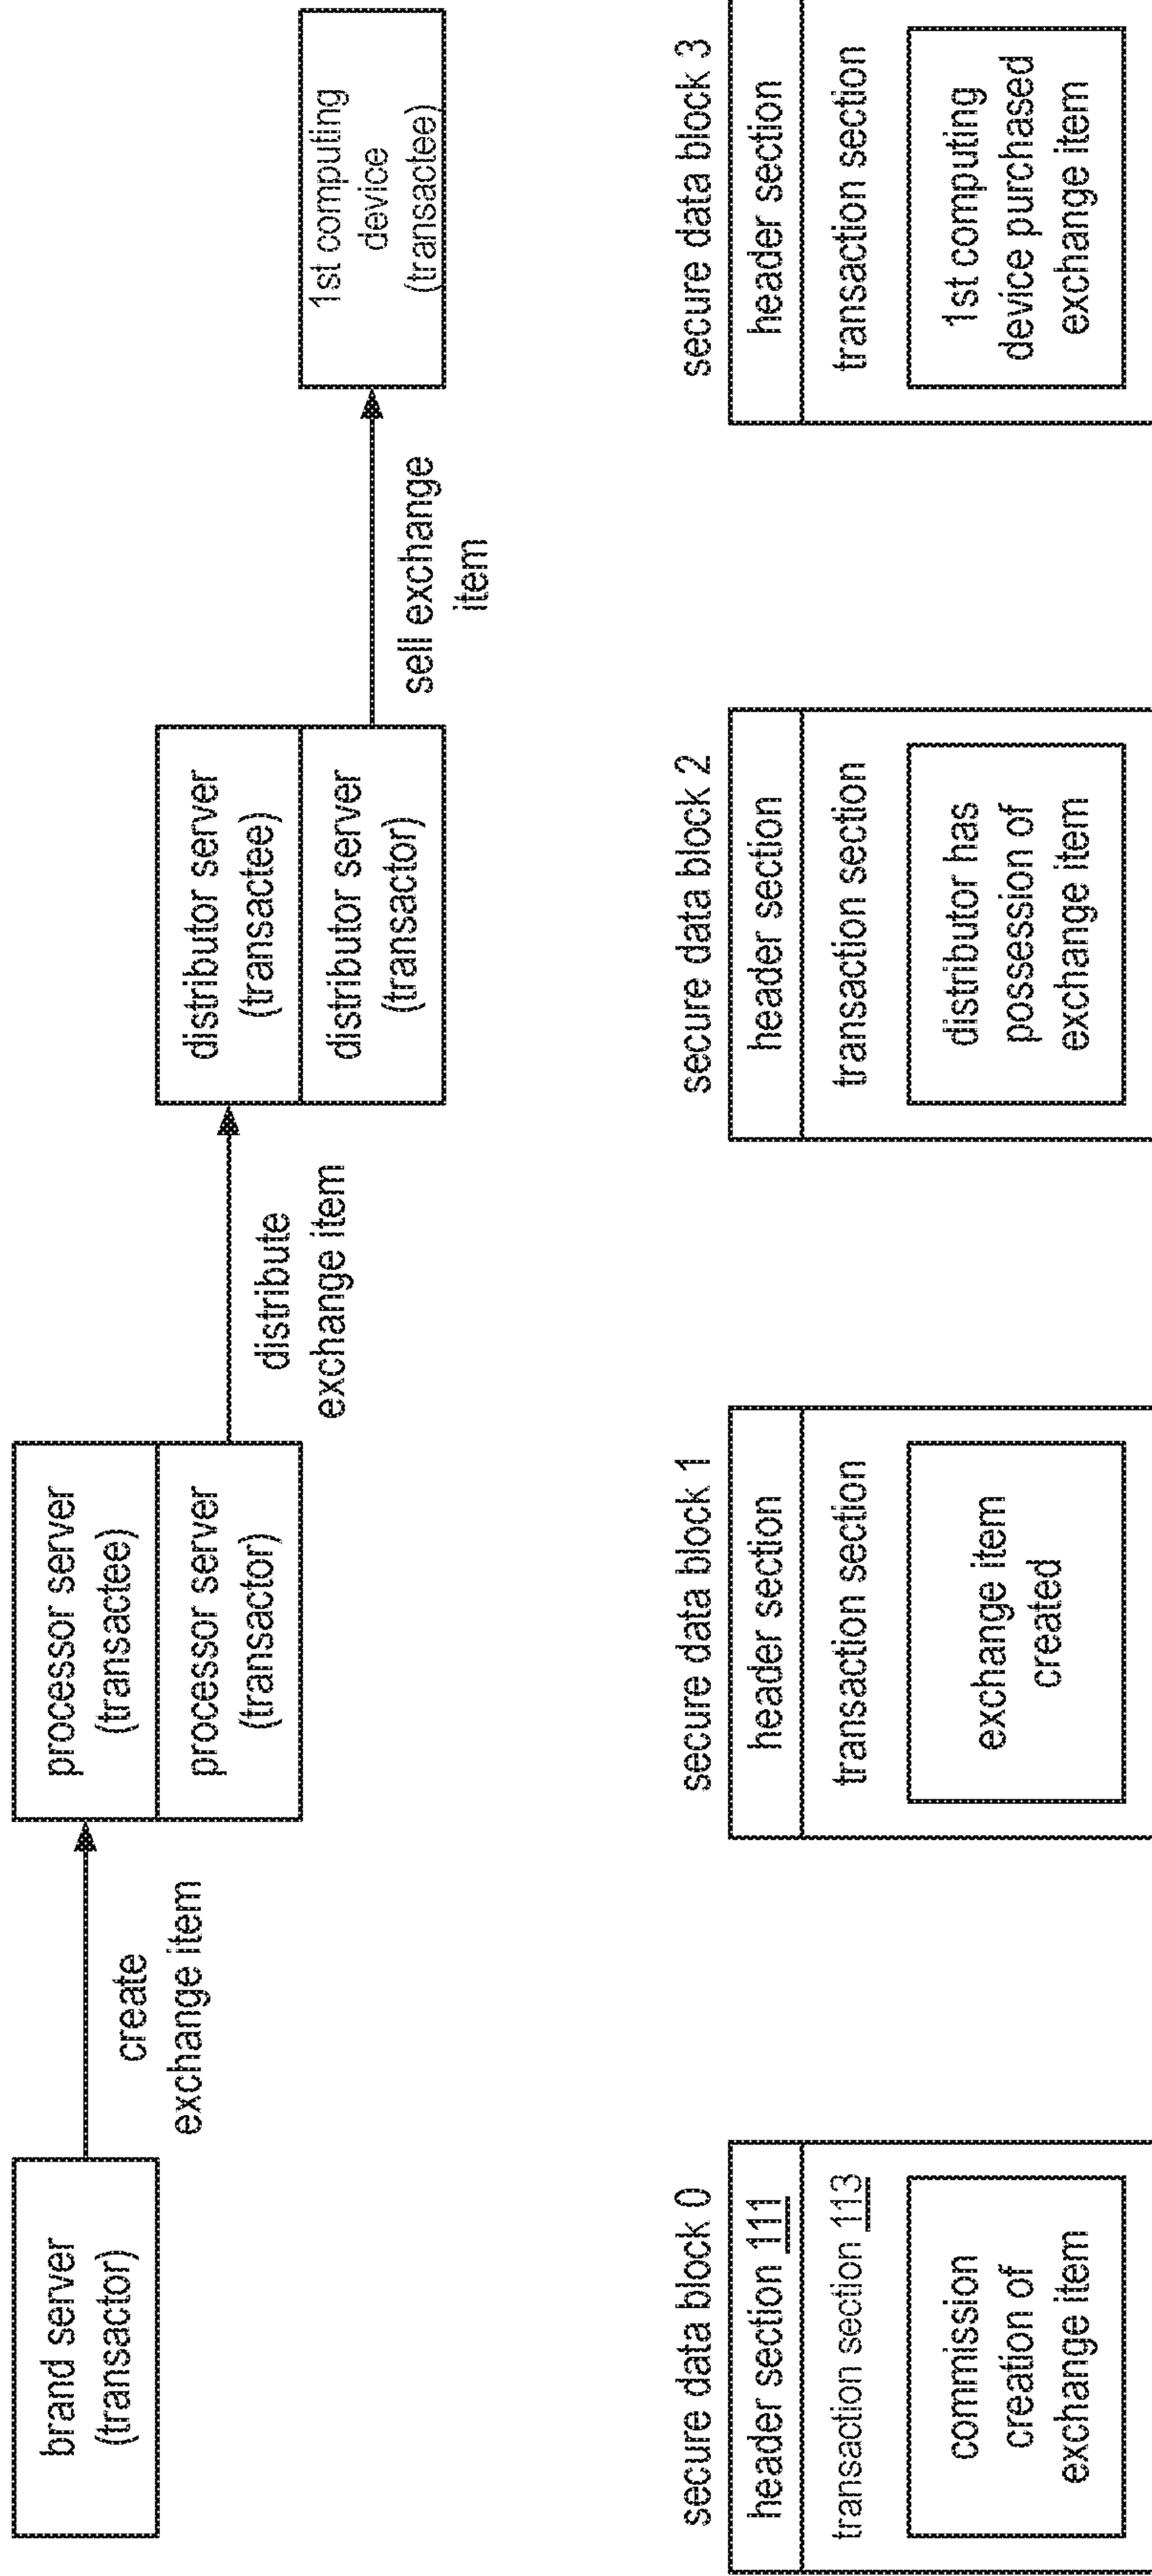 brand server
(transactor)
create
exchange item
processor server
(transactee)
processor server
(transactor)
distribute
exchange item
distributor server
(transactee)
distributor server
(transactor)
sell exchange
item
1st computing
device
(transactee)
secure data block 0
header section 111
transaction section 113
commission
creation of
exchange item
secure data block 1
header section
transaction section
exchange item
created
secure data block 2
header section
transaction section
distributor has
possession of
exchange item
secure data block 3
header section
transaction section
1st computing
device purchased
exchange item